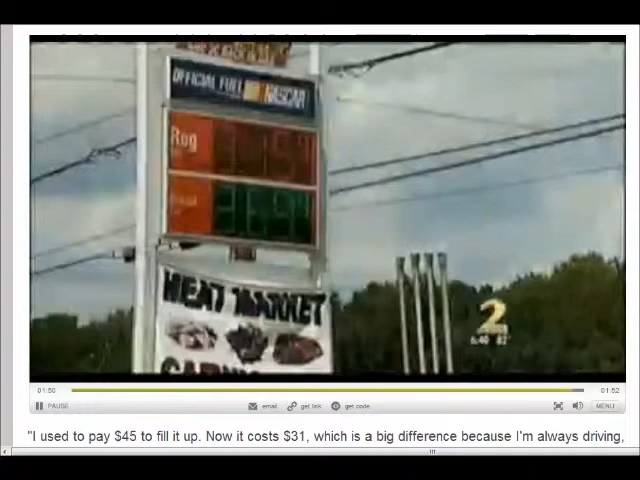 OFFICIAL FUEL NASCAR
Reg
MEAT MARKET
2
6:40 82
01:50
01:52
PAUSE
email
get link
get code
MENU
"I used to pay $45 to fill it up. Now it costs $31, which is a big difference because I'm always driving,